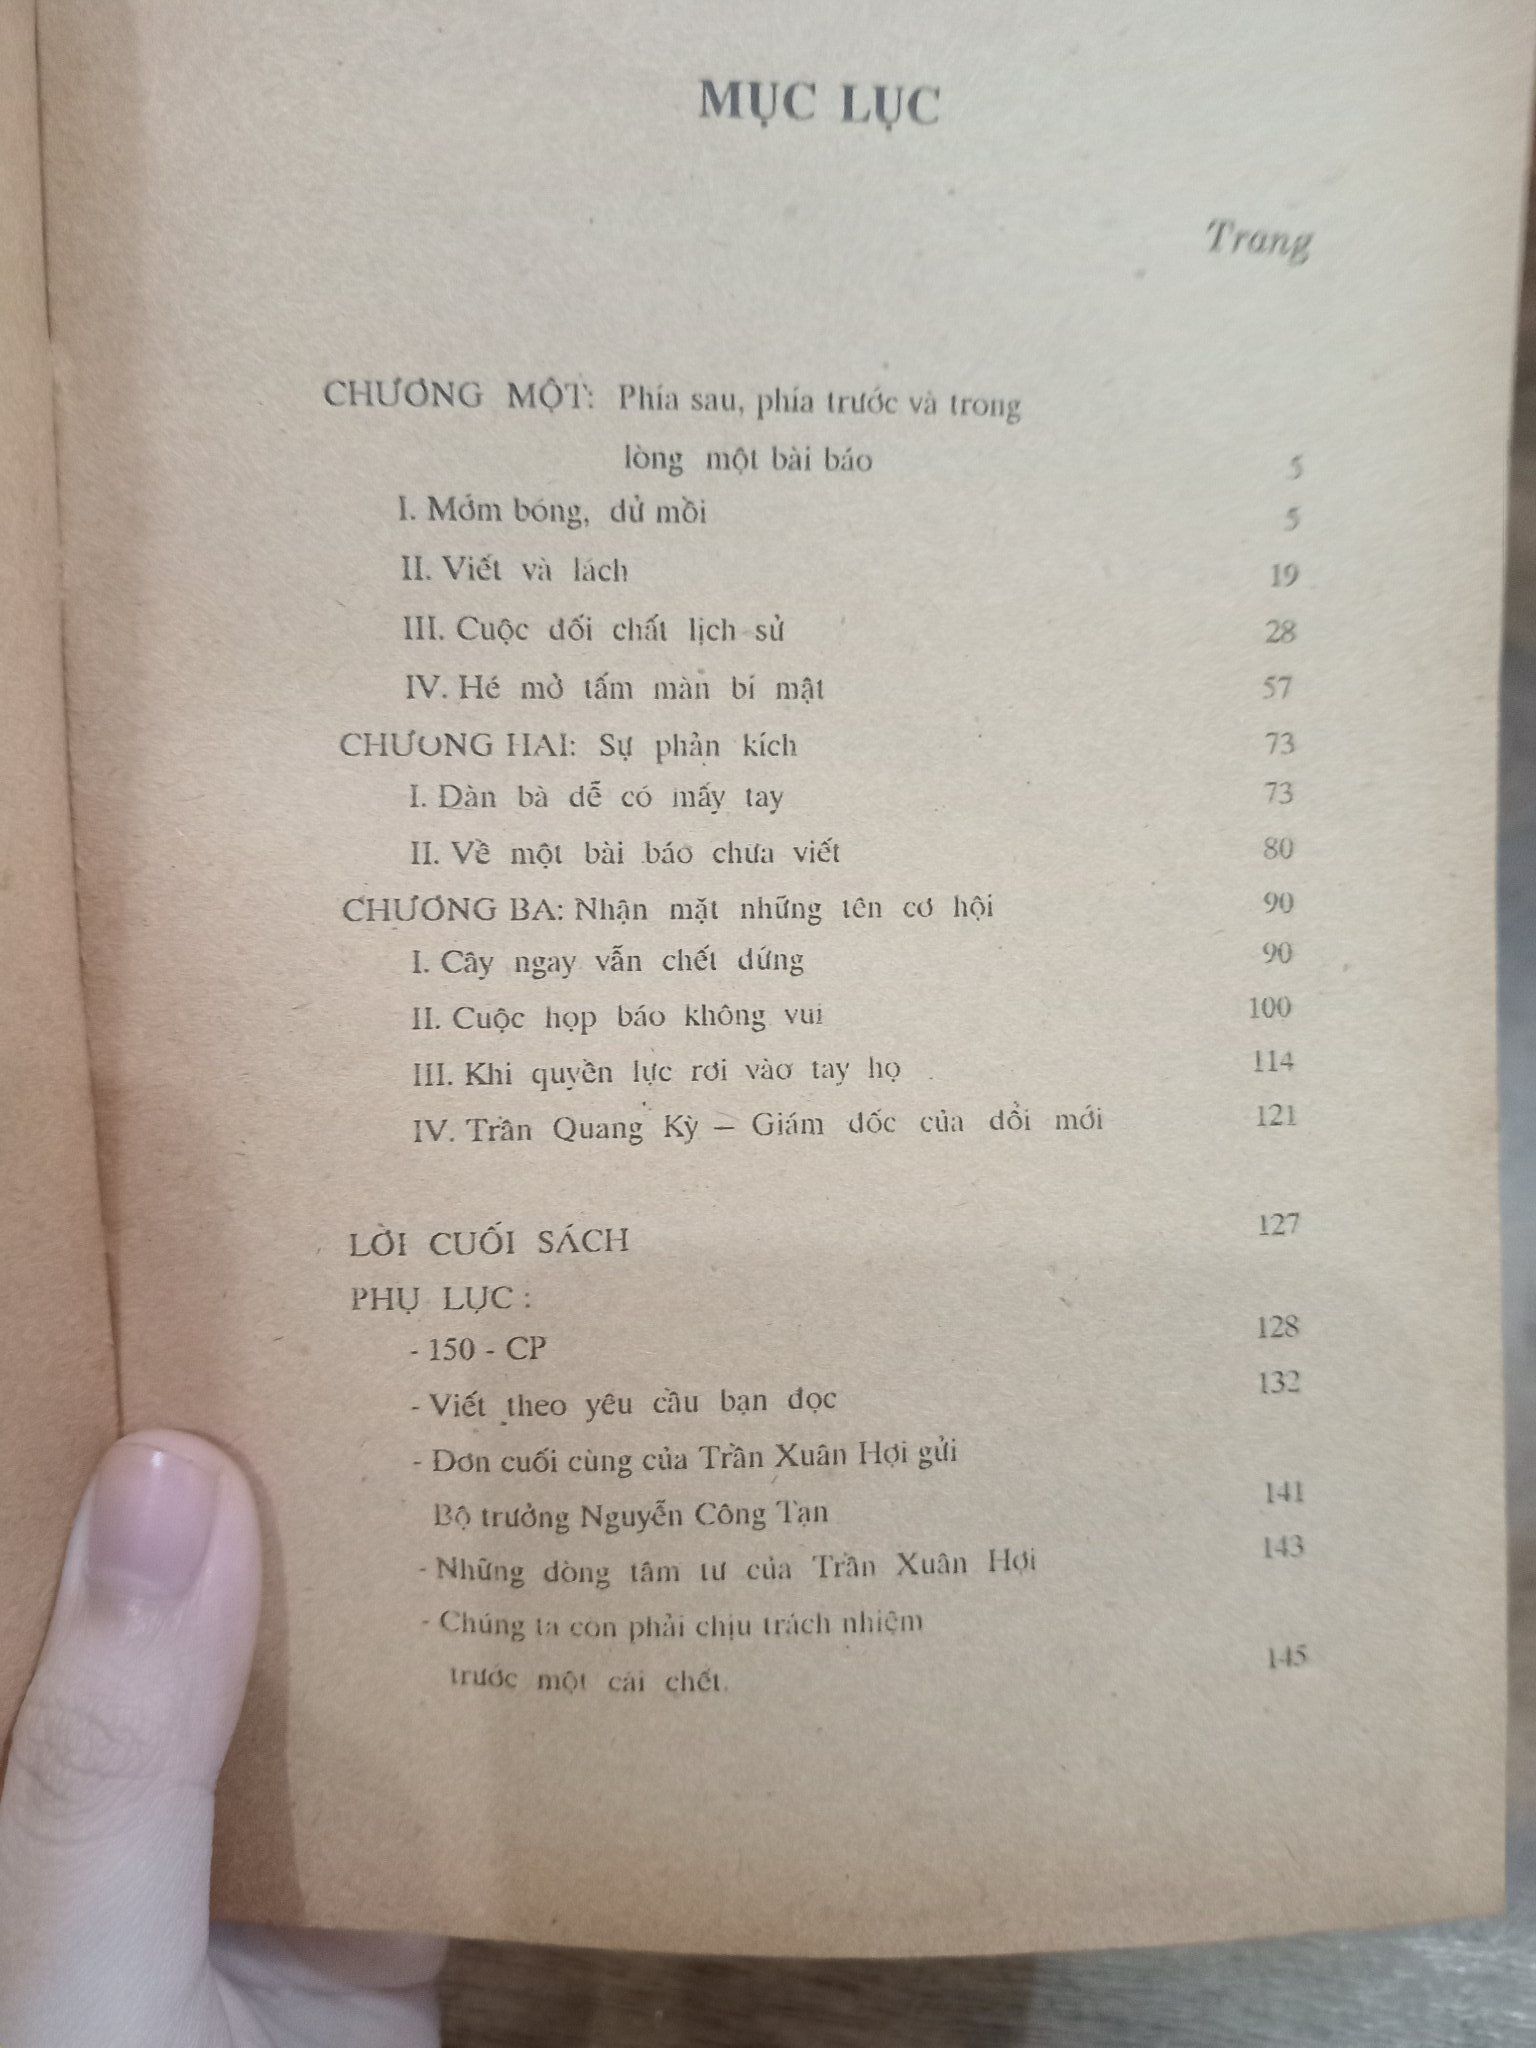 MỤC LỤC
Trang
CHƯƠNG MỘT: Phía sau, phía trước và trong
lòng một bài báo 5
I. Mớm bóng, dử mồi 5
II. Viết và lách 19
III. Cuộc đối chất lịch sử 28
IV. Hé mở tấm màn bí mật 57
CHƯƠNG HAI: Sự phản kích 73
I. Đàn bà dễ có mấy tay 73
II. Về một bài báo chưa viết 80
CHƯƠNG BA: Nhận mặt những tên cơ hội 90
I. Cây ngay vẫn chết đứng 90
II. Cuộc họp báo không vui 100
III. Khi quyền lực rơi vào tay họ 114
IV. Trần Quang Kỳ – Giám đốc của đổi mới 121
LỜI CUỐI SÁCH 127
PHỤ LỤC :
- 150 - CP 128
- Viết theo yêu cầu bạn đọc 132
- Đơn cuối cùng của Trần Xuân Hợi gửi
Bộ trưởng Nguyễn Công Tạn 141
- Những dòng tâm tư của Trần Xuân Hợi 143
- Chúng ta còn phải chịu trách nhiệm
trước một cái chết. 145